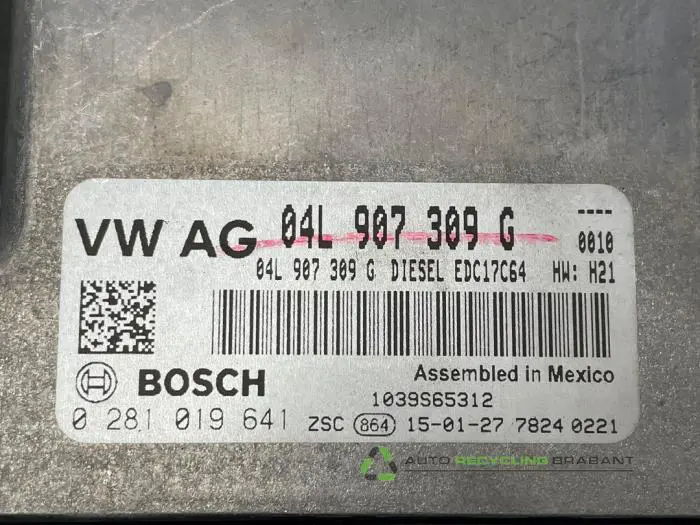 VW AG 04L 907 309 G ----
0010
04L 907 309 G DIESEL EDC17C64 HW: H21
BOSCH
Assembled in Mexico
1039S65312
0 281 019 641 ZSC 864 15-01-27 7824 0221
AUTO RECYCLING BRABANT